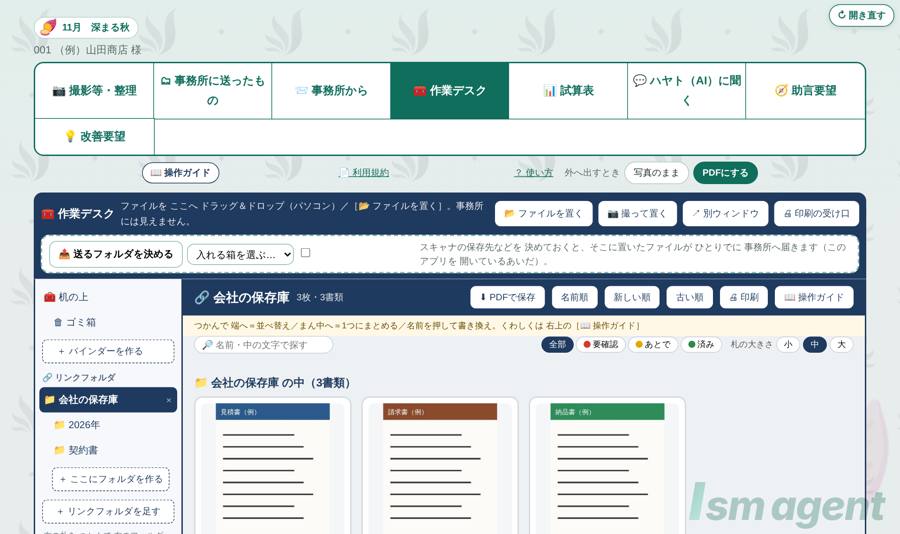 11月 深まる秋
↻ 開き直す
001 （例）山田商店 様
📷 撮影等・整理
🗂 事務所に送ったもの
📨 事務所から
🧰 作業デスク
📊 試算表
💬 ハヤト（AI）に聞く
🧭 助言要望
💡 改善要望
📖 操作ガイド
📄 利用規約
？ 使い方
外へ出すとき
写真のまま
PDFにする
🧰 作業デスク
ファイルを ここへ ドラッグ＆ドロップ（パソコン）／［📂 ファイルを置く］。事務所
には見えません。
📂 ファイルを置く
📷 撮って置く
↗ 別ウィンドウ
🖨 印刷の受け口
📤 送るフォルダを決める
入れる箱を選ぶ…
スキャナの保存先などを 決めておくと、そこに置いたファイルが ひとりでに 事務所へ届きます（この
アプリを 開いているあいだ）。
🧰 机の上
🗑 ゴミ箱
＋ バインダーを作る
🔗 リンクフォルダ
📁 会社の保存庫 ×
📁 2026年
📁 契約書
＋ ここにフォルダを作る
＋ リンクフォルダを足す
🔗 会社の保存庫 3枚・3書類
⬇ PDFで保存
名前順
新しい順
古い順
🖨 印刷
📖 操作ガイド
つかんで 端へ＝並べ替え／まん中へ＝1つにまとめる／名前を押して書き換え。くわしくは 右上の［📖 操作ガイド］
🔎 名前・中の文字で探す
全部
要確認
あとで
済み
札の大きさ
小
中
大
📁 会社の保存庫 の中（3書類）
見積書（例）
請求書（例）
納品書（例）
Ism agent